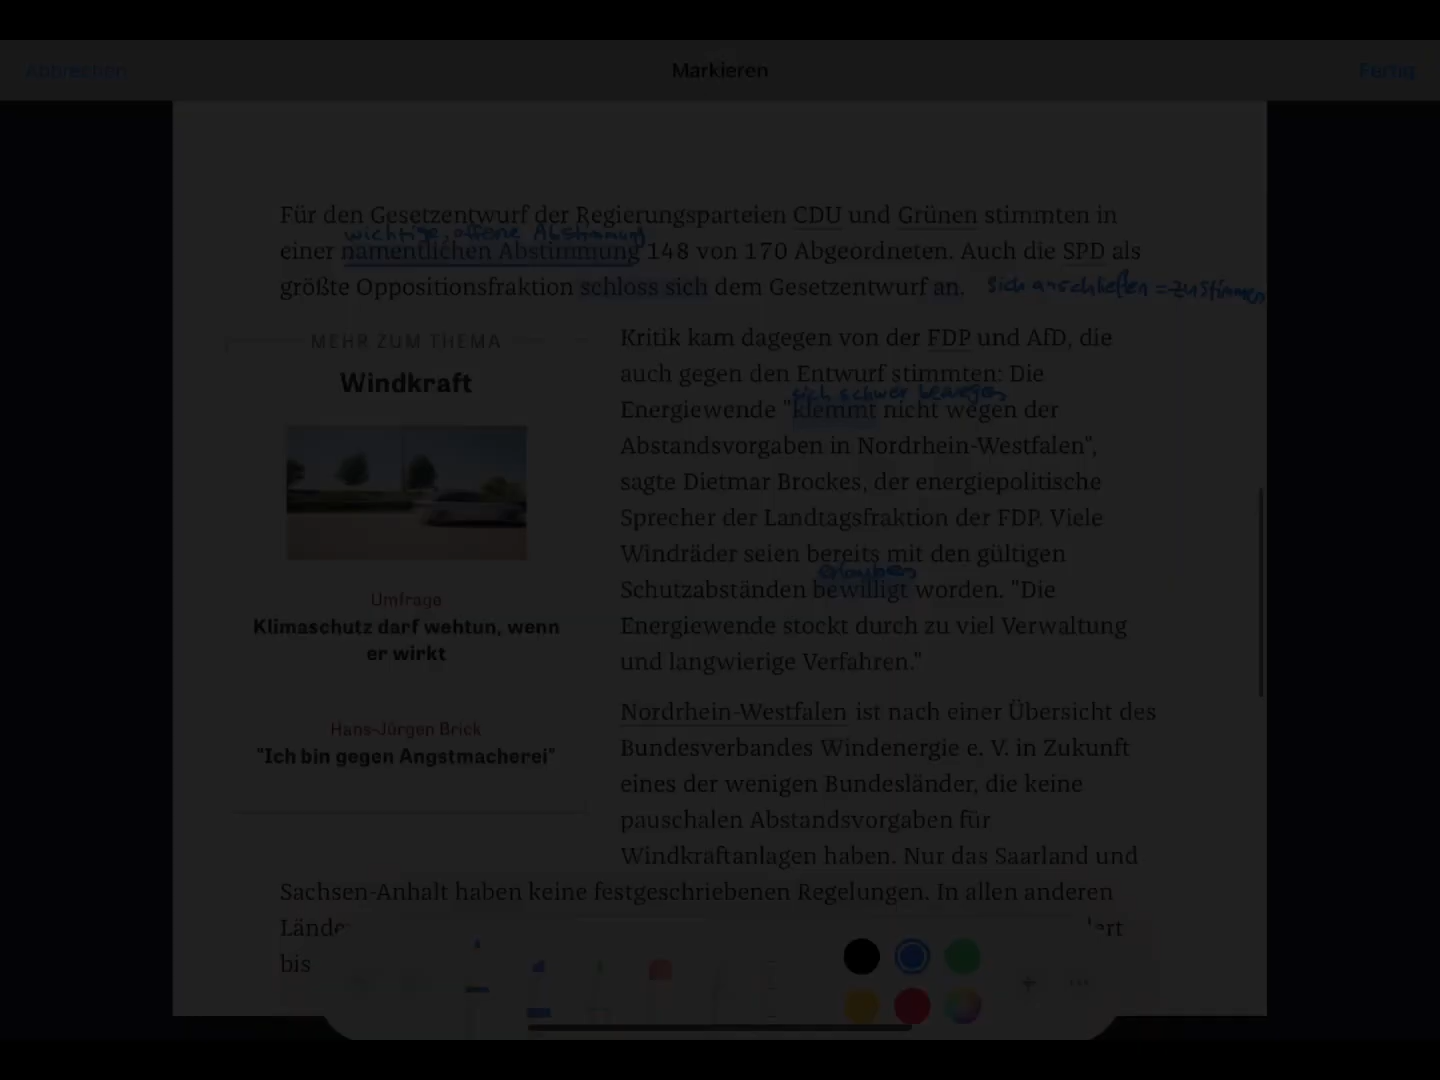 Abbrechen
Markieren
Fertig
Für den Gesetzentwurf der Regierungsparteien CDU und Grünen stimmten in
wichtige, offene Abstimmung
einer namentlichen Abstimmung 148 von 170 Abgeordneten. Auch die SPD als
größte Oppositionsfraktion schloss sich dem Gesetzentwurf an. sich anschließen = zustimmen
MEHR ZUM THEMA
Windkraft
Umfrage
Klimaschutz darf wehtun, wenn
er wirkt
Hans-Jürgen Brick
"Ich bin gegen Angstmacherei"
Kritik kam dagegen von der FDP und AfD, die
auch gegen den Entwurf stimmten: Die
sich schwer bewegen
Energiewende "klemmt nicht wegen der
Abstandsvorgaben in Nordrhein-Westfalen",
sagte Dietmar Brockes, der energiepolitische
Sprecher der Landtagsfraktion der FDP. Viele
Windräder seien bereits mit den gültigen
erlauben
Schutzabständen bewilligt worden. "Die
Energiewende stockt durch zu viel Verwaltung
und langwierige Verfahren."
Nordrhein-Westfalen ist nach einer Übersicht des
Bundesverbandes Windenergie e. V. in Zukunft
eines der wenigen Bundesländer, die keine
pauschalen Abstandsvorgaben für
Windkraftanlagen haben. Nur das Saarland und
Sachsen-Anhalt haben keine festgeschriebenen Regelungen. In allen anderen
bis